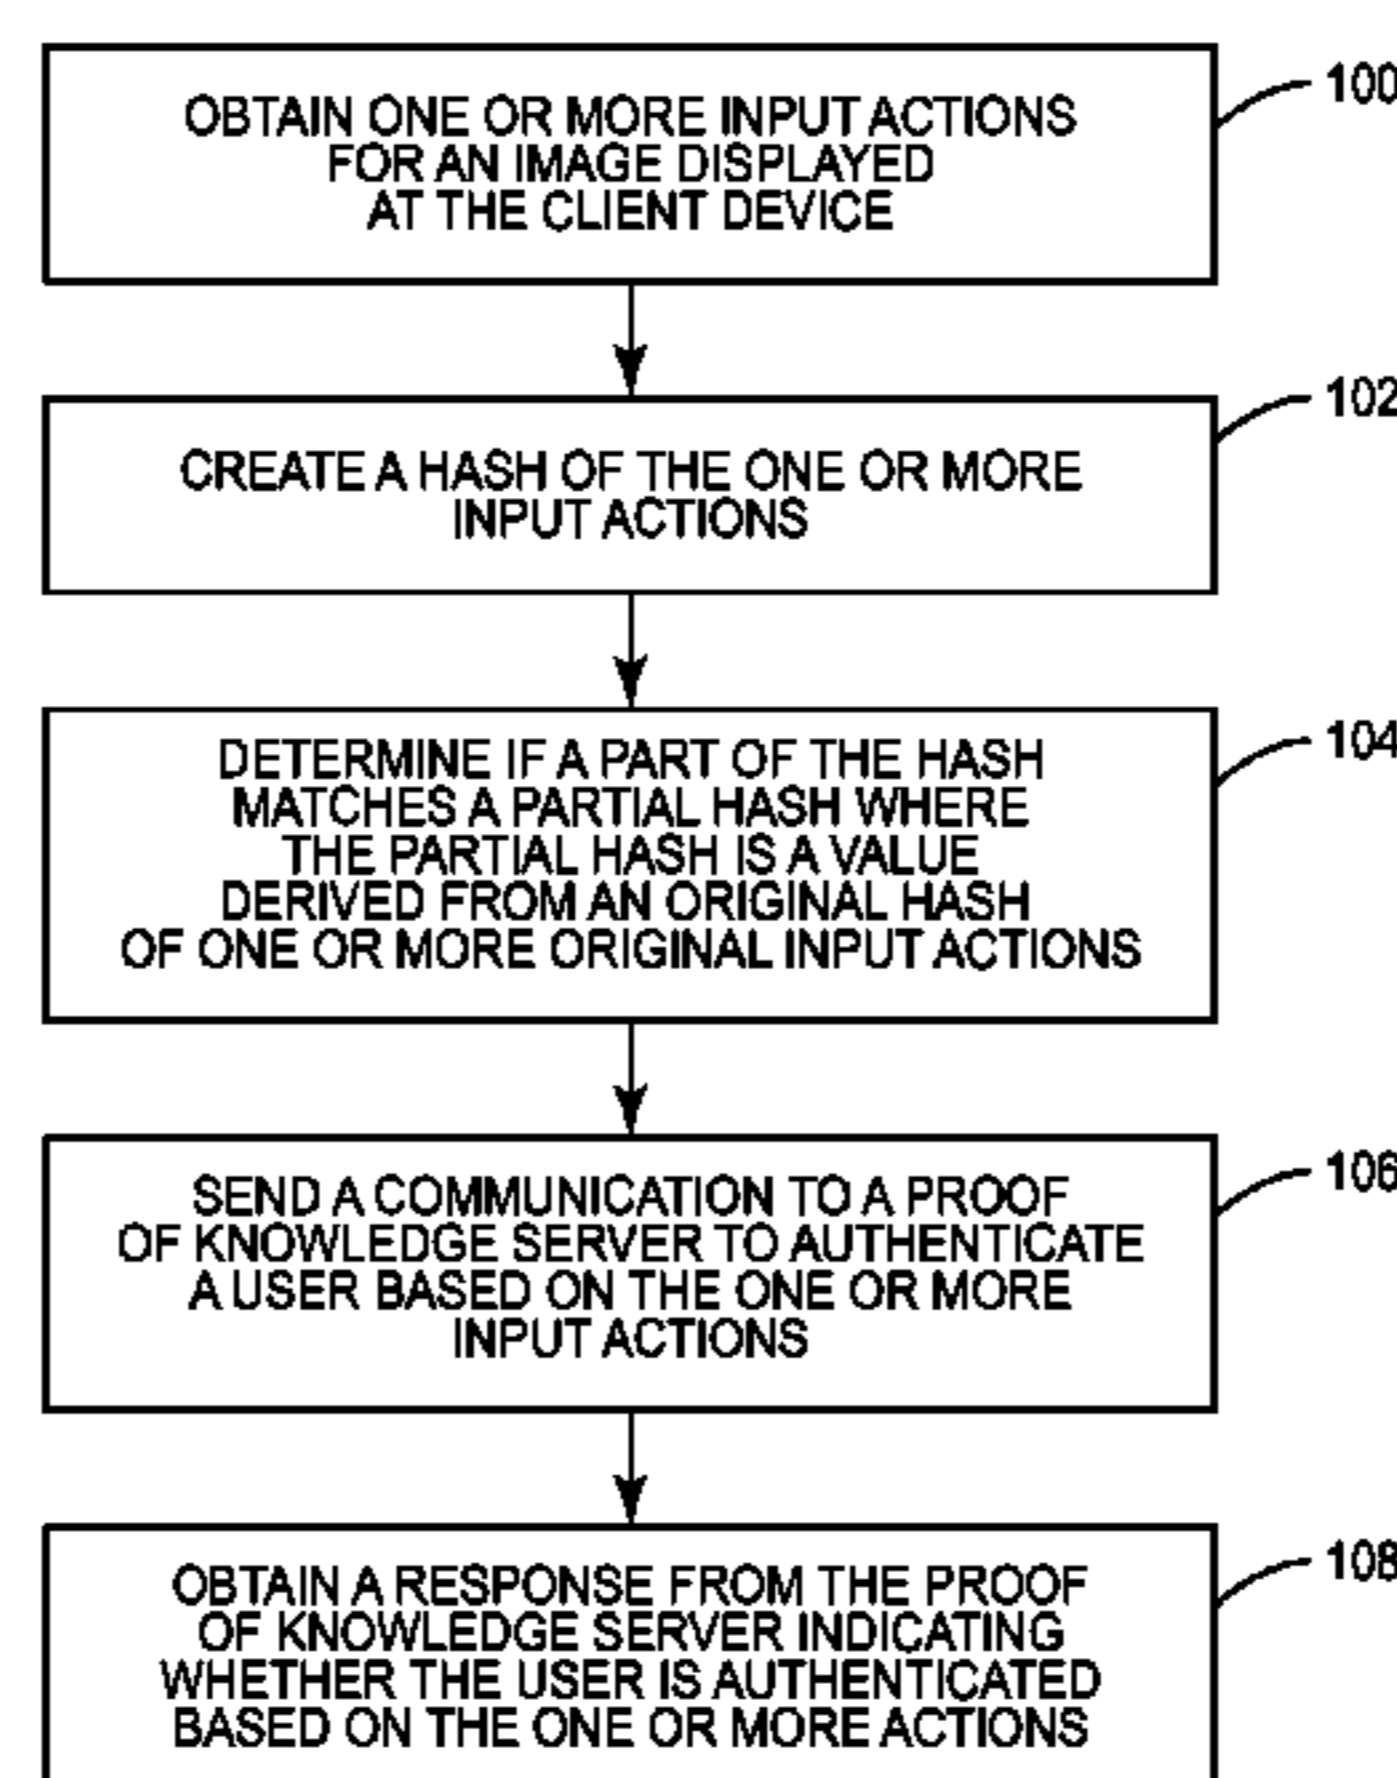 100
OBTAIN ONE OR MORE INPUT ACTIONS
FOR AN IMAGE DISPLAYED
AT THE CLIENT DEVICE
102
CREATE A HASH OF THE ONE OR MORE
INPUT ACTIONS
104
DETERMINE IF A PART OF THE HASH
MATCHES A PARTIAL HASH WHERE
THE PARTIAL HASH IS A VALUE
DERIVED FROM AN ORIGINAL HASH
OF ONE OR MORE ORIGINAL INPUT ACTIONS
106
SEND A COMMUNICATION TO A PROOF
OF KNOWLEDGE SERVER TO AUTHENTICATE
A USER BASED ON THE ONE OR MORE
INPUT ACTIONS
108
OBTAIN A RESPONSE FROM THE PROOF
OF KNOWLEDGE SERVER INDICATING
WHETHER THE USER IS AUTHENTICATED
BASED ON THE ONE OR MORE ACTIONS